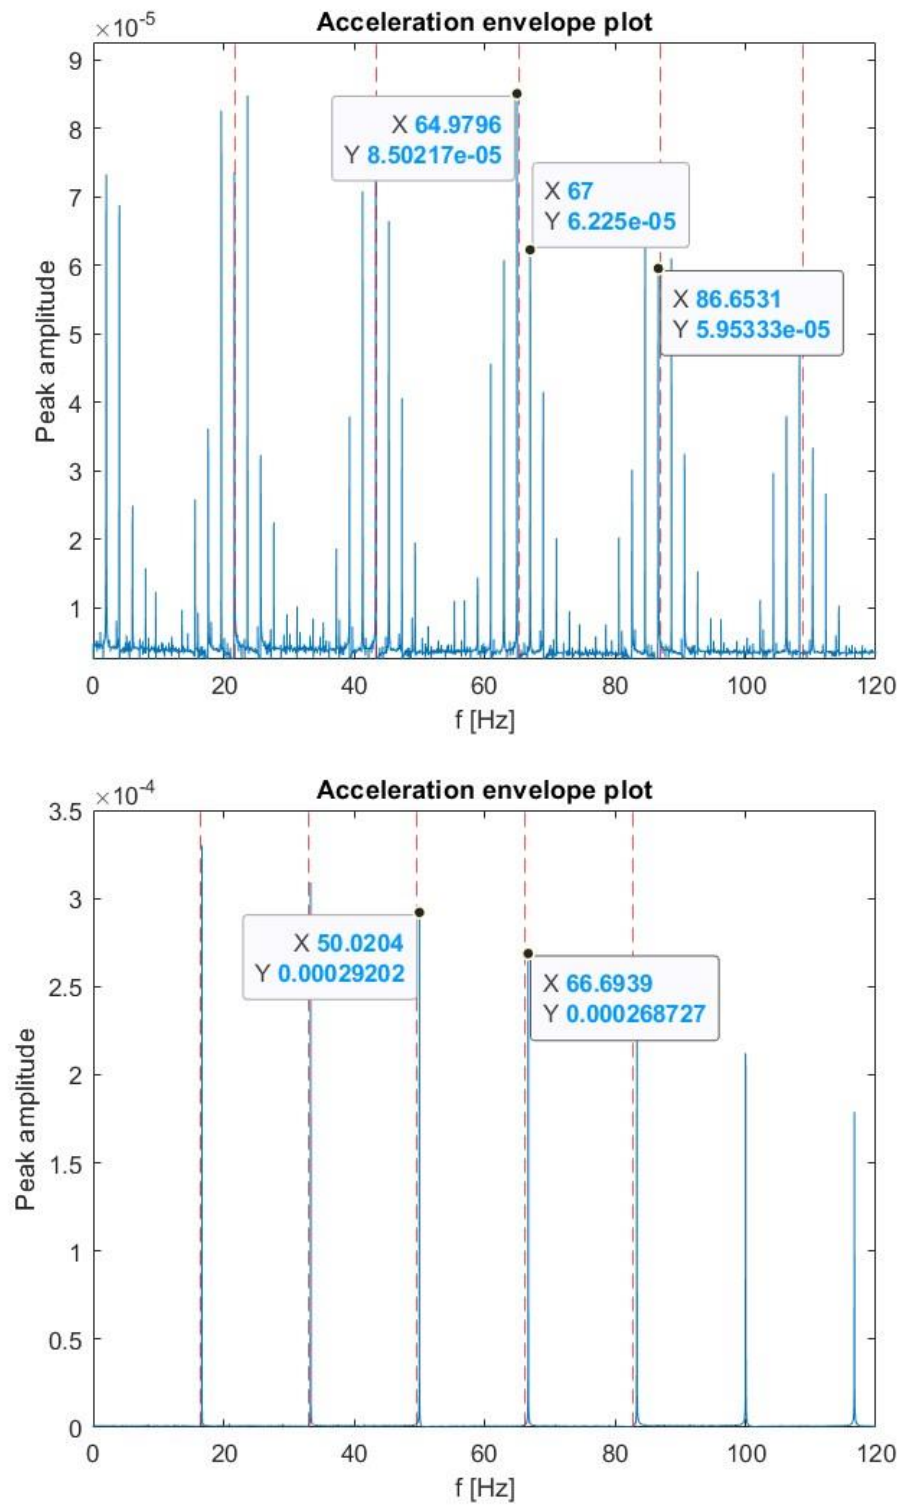 Acceleration envelope plot
×10⁻⁵
9
8
7
6
5
4
3
2
1
Peak amplitude
X 64.9796
Y 8.50217e-05
X 67
Y 6.225e-05
X 86.6531
Y 5.95333e-05
0 20 40 60 80 100 120
f [Hz]
Acceleration envelope plot
×10⁻⁴
3.5
3
2.5
2
1.5
1
0.5
0
Peak amplitude
X 50.0204
Y 0.00029202
X 66.6939
Y 0.000268727
0 20 40 60 80 100 120
f [Hz]